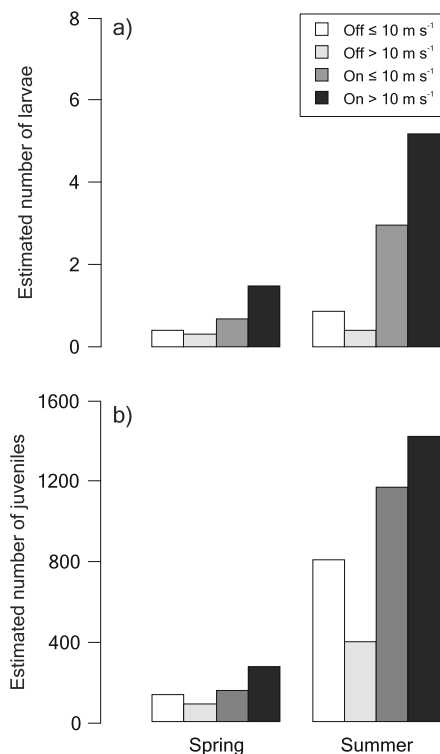 a)
Off ≤ 10 m s⁻¹
Off > 10 m s⁻¹
On ≤ 10 m s⁻¹
On > 10 m s⁻¹
Estimated number of larvae
8
6
4
2
0
b)
Estimated number of juveniles
1600
1200
800
400
0
Spring Summer